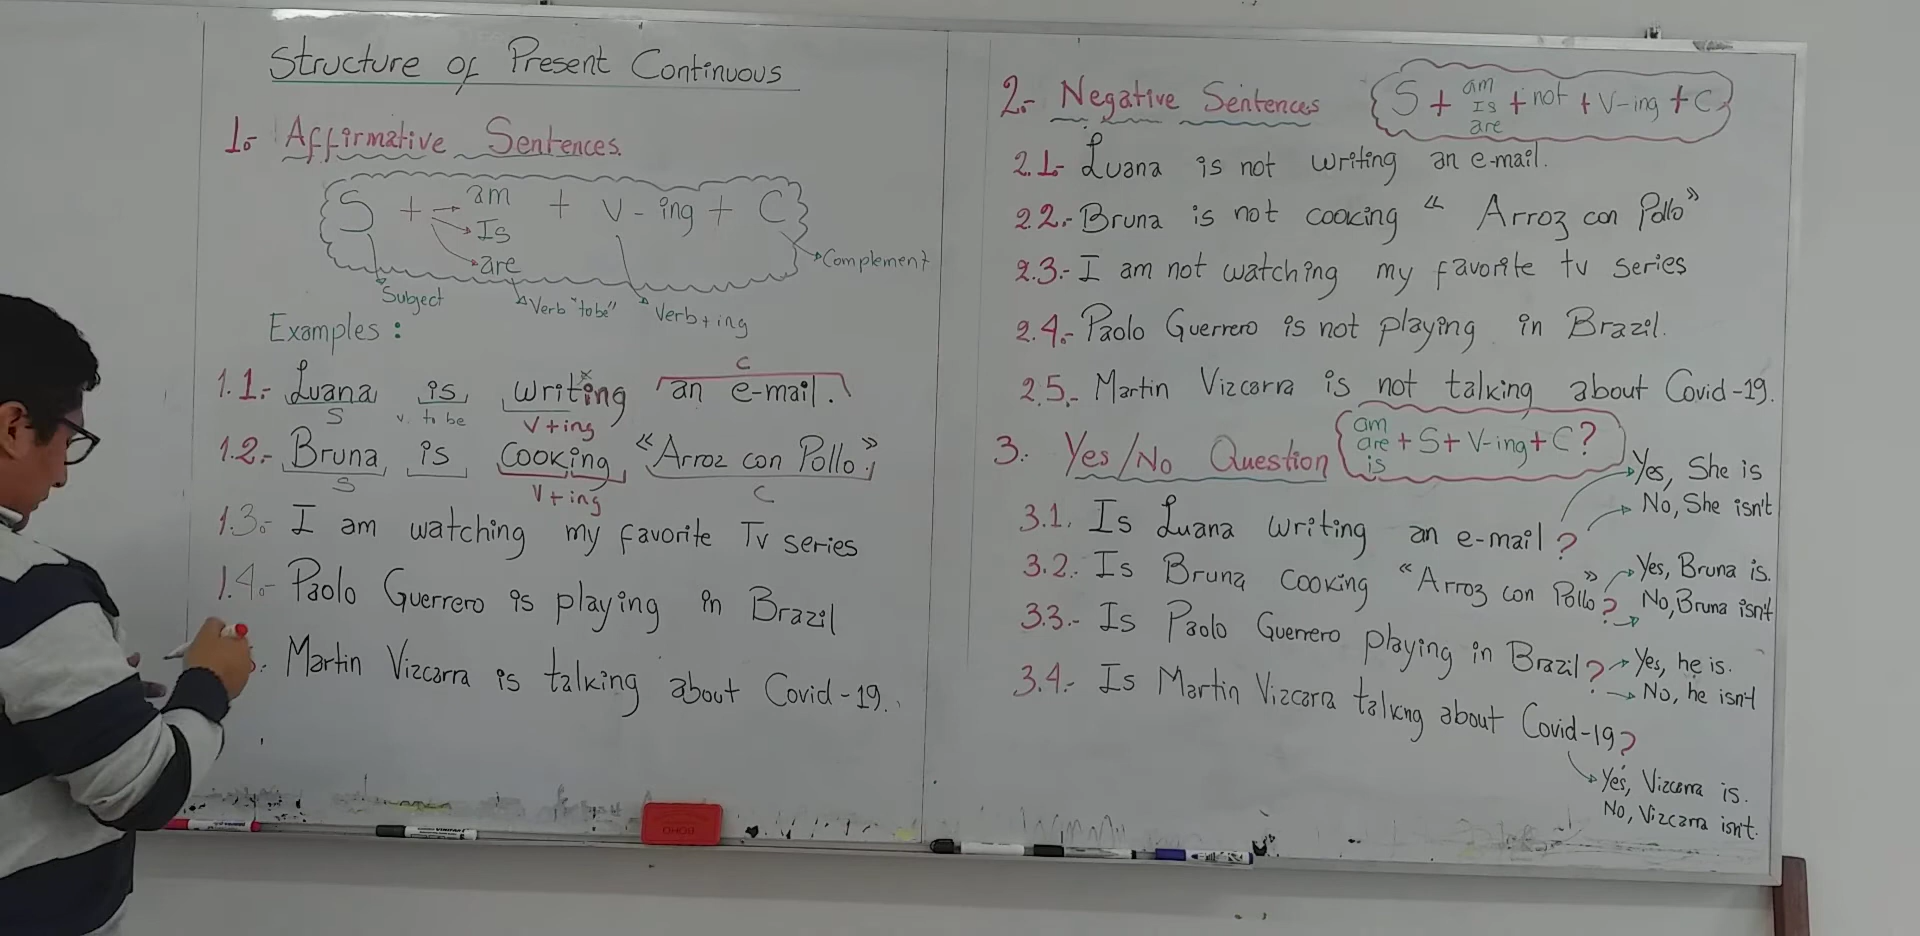 Structure of Present Continuous
1.- Affirmative Sentences.
S + am + V-ing + C
Is
are
Complement
Subject
Verb "to be"
Verb+ing
Examples:
C
1.1.- Luana is writing an e-mail.
S v. to be V+ing
1.2.- Bruna is cooking "Arroz con Pollo".
S V+ing C
1.3.- I am watching my favorite Tv series
1.4.- Paolo Guerrero is playing in Brazil
Martin Vizcarra is talking about Covid-19.
2.- Negative Sentences
S + am + not + V-ing + C
Is
are
2.1.- Luana is not writing an e-mail.
2.2.- Bruna is not cooking "Arroz con Pollo"
2.3.- I am not watching my favorite tv series
2.4.- Paolo Guerrero is not playing in Brazil.
2.5.- Martin Vizcarra is not talking about Covid-19.
3. Yes/No Question
am
are + S + V-ing + C?
is
Yes, She is
No, She isn't
3.1. Is Luana writing an e-mail?
3.2.- Is Bruna cooking "Arroz con Pollo"?
Yes, Bruna is.
No, Bruna isn't
3.3.- Is Paolo Guerrero playing in Brazil?
Yes, he is.
No, he isn't
3.4.- Is Martin Vizcarra talking about Covid-19?
Yes, Vizcarra is.
No, Vizcarra isn't.